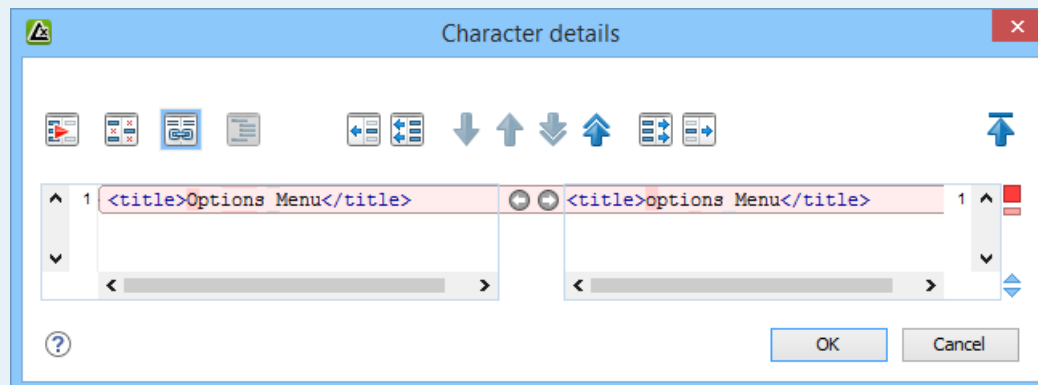 Character details
1 <title>Options Menu</title> <title>options Menu</title> 1
?
OK Cancel